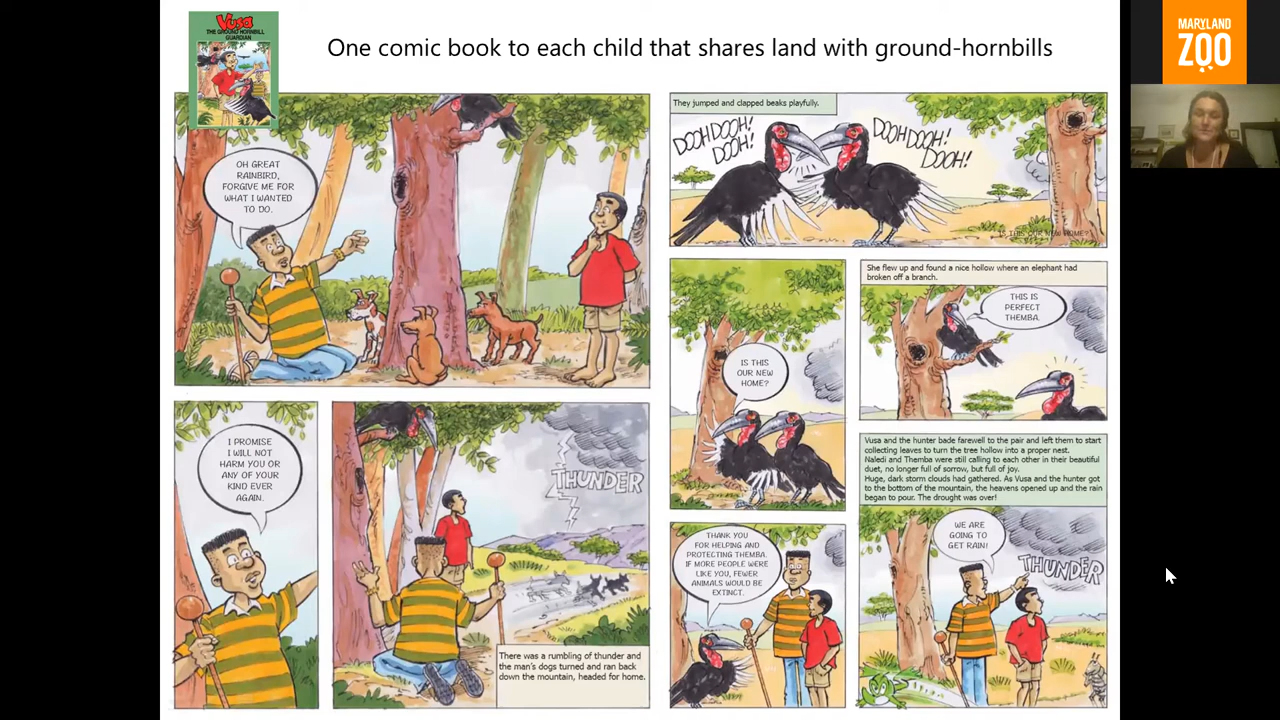 Vusa
THE GROUND HORNBILL
GUARDIAN
One comic book to each child that shares land with ground-hornbills
MARYLAND
ZOO
OH GREAT
RAINBIRD,
FORGIVE ME FOR
WHAT I WANTED
TO DO.
I PROMISE
I WILL NOT
HARM YOU OR
ANY OF YOUR
KIND EVER
AGAIN.
THUNDER
There was a rumbling of thunder and
the man's dogs turned and ran back
down the mountain, headed for home.
They jumped and clapped beaks playfully.
DOOH DOOH!
DOOH!
DOOH DOOH!
DOOH!
IS THIS OUR NEW HOME?
IS THIS
OUR NEW
HOME?
She flew up and found a nice hollow where an elephant had
broken off a branch.
THIS IS
PERFECT
THEMBA.
THANK YOU
FOR HELPING AND
PROTECTING THEMBA.
IF MORE PEOPLE WERE
LIKE YOU, FEWER
ANIMALS WOULD BE
EXTINCT.
Vusa and the hunter bade farewell to the pair and left them to start
collecting leaves to turn the tree hollow into a proper nest.
Naledi and Themba were still calling to each other in their beautiful
duet, no longer full of sorrow, but full of joy.
Huge, dark storm clouds had gathered. As Vusa and the hunter got
to the bottom of the mountain, the heavens opened up and the rain
began to pour. The drought was over!
WE ARE
GOING TO
GET RAIN!
THUNDER